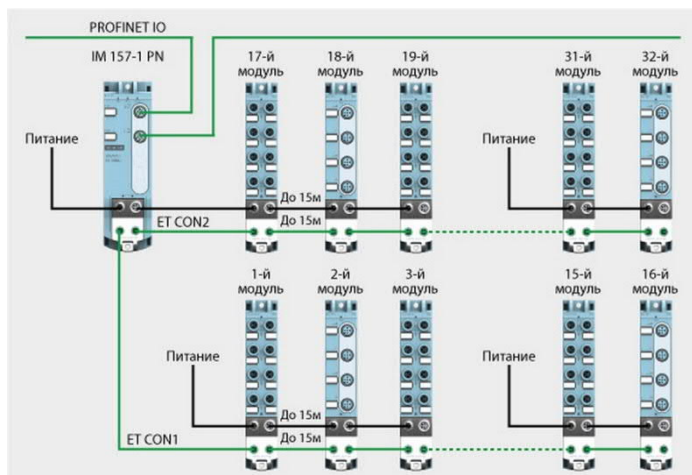 PROFINET IO
IM 157-1 PN
17-й
модуль
18-й
модуль
19-й
модуль
31-й
модуль
32-й
модуль
Питание
Питание
До 15м
ET CON2
До 15м
1-й
модуль
2-й
модуль
3-й
модуль
15-й
модуль
16-й
модуль
Питание
Питание
До 15м
ET CON1
До 15м